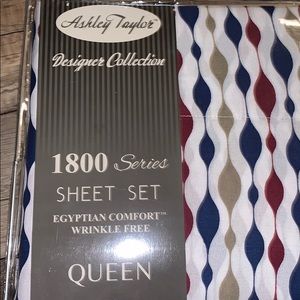 Ashley Taylor
Designer Collection
1800 Series
SHEET SET
EGYPTIAN COMFORT™
WRINKLE FREE
QUEEN